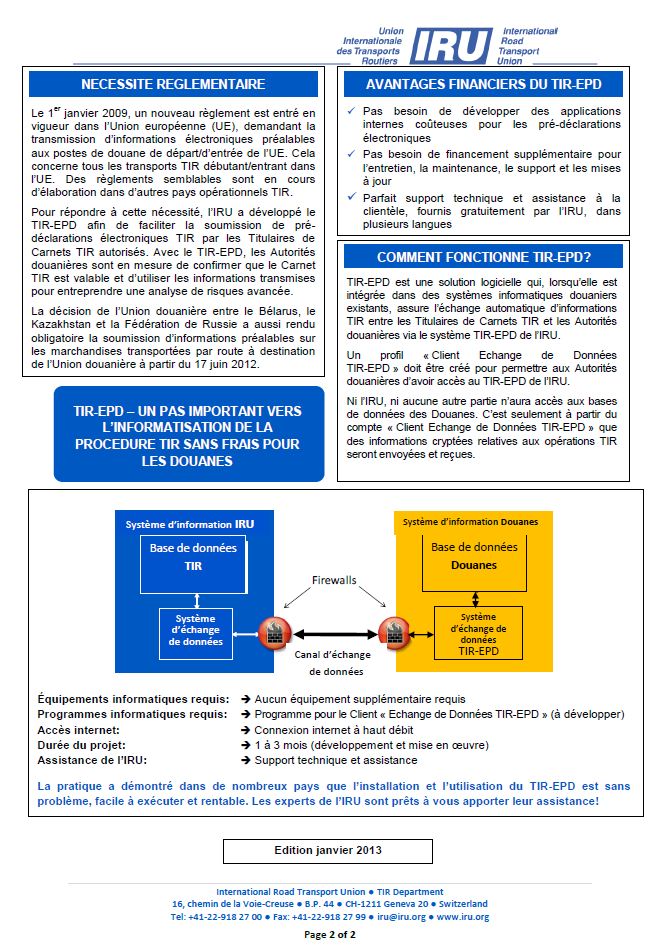 Union
Internationale
des Transports
Routiers
IRU
International
Road
Transport
Union
NECESSITE REGLEMENTAIRE
Le 1er janvier 2009, un nouveau règlement est entré en
vigueur dans l'Union européenne (UE), demandant la
transmission d'informations électroniques préalables
aux postes de douane de départ/d'entrée de l'UE. Cela
concerne tous les transports TIR débutant/entrant dans
l'UE. Des règlements semblables sont en cours
d'élaboration dans d'autres pays opérationnels TIR.
Pour répondre à cette nécessité, l'IRU a développé le
TIR-EPD afin de faciliter la soumission de pré-
déclarations électroniques TIR par les Titulaires de
Carnets TIR autorisés. Avec le TIR-EPD, les Autorités
douanières sont en mesure de confirmer que le Carnet
TIR est valable et d'utiliser les informations transmises
pour entreprendre une analyse de risques avancée.
La décision de l'Union douanière entre le Bélarus, le
Kazakhstan et la Fédération de Russie a aussi rendu
obligatoire la soumission d'informations préalables sur
les marchandises transportées par route à destination
de l'Union douanière à partir du 17 juin 2012.
TIR-EPD – UN PAS IMPORTANT VERS
L'INFORMATISATION DE LA
PROCEDURE TIR SANS FRAIS POUR
LES DOUANES
AVANTAGES FINANCIERS DU TIR-EPD
✓ Pas besoin de développer des applications
internes coûteuses pour les pré-déclarations
électroniques
✓ Pas besoin de financement supplémentaire pour
l'entretien, la maintenance, le support et les mises
à jour
✓ Parfait support technique et assistance à la
clientèle, fournis gratuitement par l'IRU, dans
plusieurs langues
COMMENT FONCTIONNE TIR-EPD?
TIR-EPD est une solution logicielle qui, lorsqu'elle est
intégrée dans des systèmes informatiques douaniers
existants, assure l'échange automatique d'informations
TIR entre les Titulaires de Carnets TIR et les Autorités
douanières via le système TIR-EPD de l'IRU.
Un profil « Client Echange de Données
TIR-EPD » doit être créé pour permettre aux Autorités
douanières d'avoir accès au TIR-EPD de l'IRU.
Ni l'IRU, ni aucune autre partie n'aura accès aux bases
de données des Douanes. C'est seulement à partir du
compte « Client Echange de Données TIR-EPD » que
des informations cryptées relatives aux opérations TIR
seront envoyées et reçues.
Système d'information IRU
Base de données
TIR
Système
d'échange
de données
Firewalls
Canal d'échange
de données
Système d'information Douanes
Base de données
Douanes
Système
d'échange de
données
TIR-EPD
Équipements informatiques requis: ➔ Aucun équipement supplémentaire requis
Programmes informatiques requis: ➔ Programme pour le Client « Echange de Données TIR-EPD » (à développer)
Accès internet: ➔ Connexion internet à haut débit
Durée du projet: ➔ 1 à 3 mois (développement et mise en œuvre)
Assistance de l'IRU: ➔ Support technique et assistance
La pratique a démontré dans de nombreux pays que l'installation et l'utilisation du TIR-EPD est sans
problème, facile à exécuter et rentable. Les experts de l'IRU sont prêts à vous apporter leur assistance!
Edition janvier 2013
International Road Transport Union ● TIR Department
16, chemin de la Voie-Creuse ● B.P. 44 ● CH-1211 Geneva 20 ● Switzerland
Tel: +41-22-918 27 00 ● Fax: +41-22-918 27 99 ● iru@iru.org ● www.iru.org
Page 2 of 2